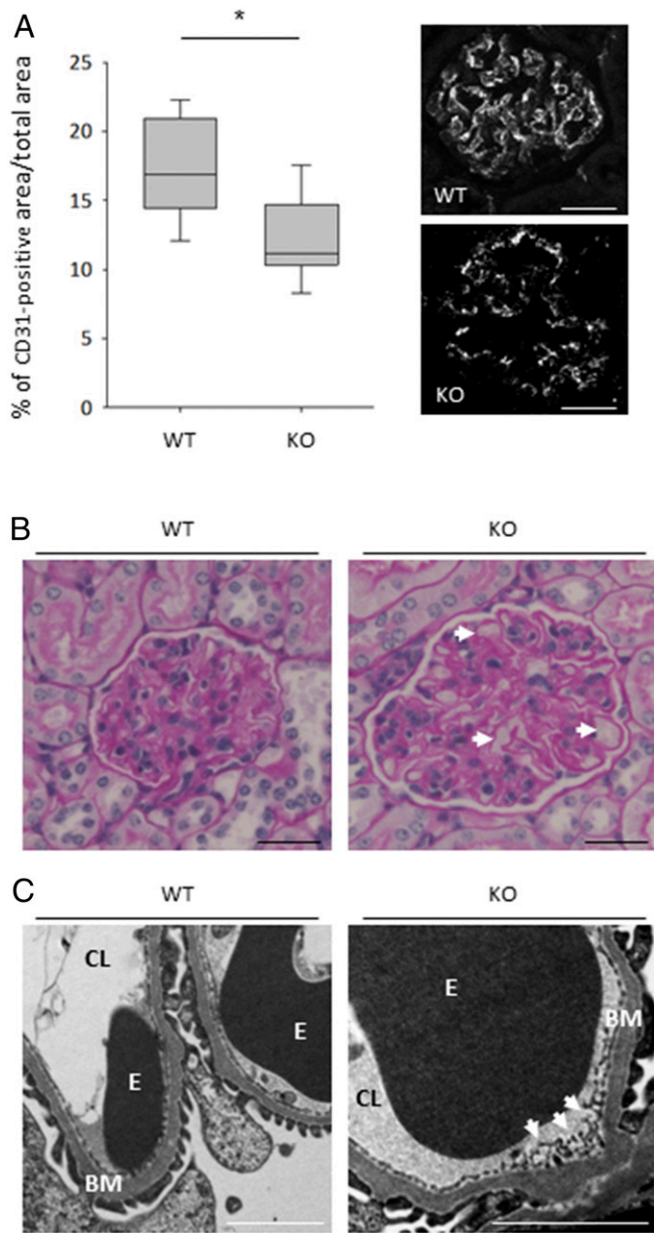 A
*
% of CD31-positive area/total area
25
20
15
10
5
0
WT
KO
WT
KO
B
WT
KO
C
WT
KO
CL
E
E
BM
E
BM
CL